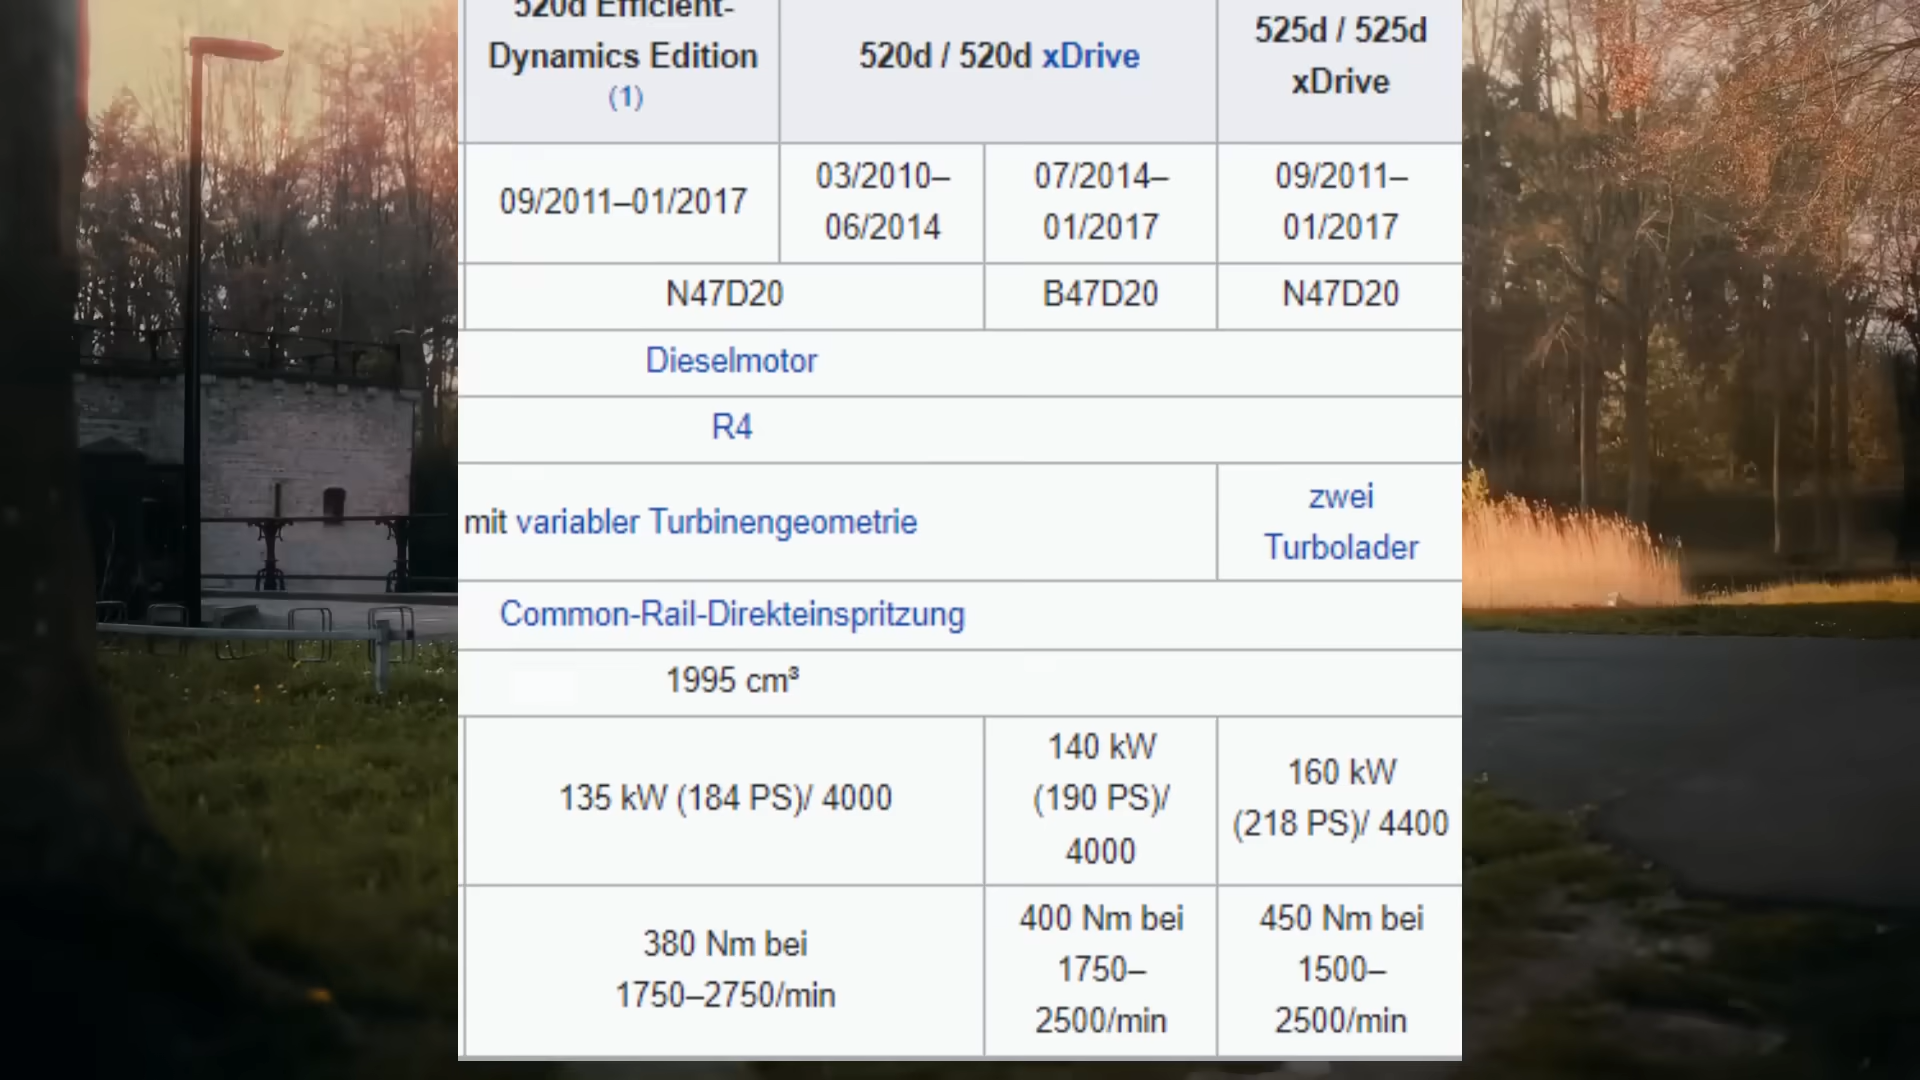 520d Efficient-
Dynamics Edition
(1)
520d / 520d xDrive
525d / 525d
xDrive
09/2011–01/2017
03/2010–
06/2014
07/2014–
01/2017
09/2011–
01/2017
N47D20
B47D20
N47D20
Dieselmotor
R4
mit variabler Turbinengeometrie
zwei
Turbolader
Common-Rail-Direkteinspritzung
1995 cm³
135 kW (184 PS)/ 4000
140 kW
(190 PS)/
4000
160 kW
(218 PS)/ 4400
380 Nm bei
1750–2750/min
400 Nm bei
1750–
2500/min
450 Nm bei
1500–
2500/min